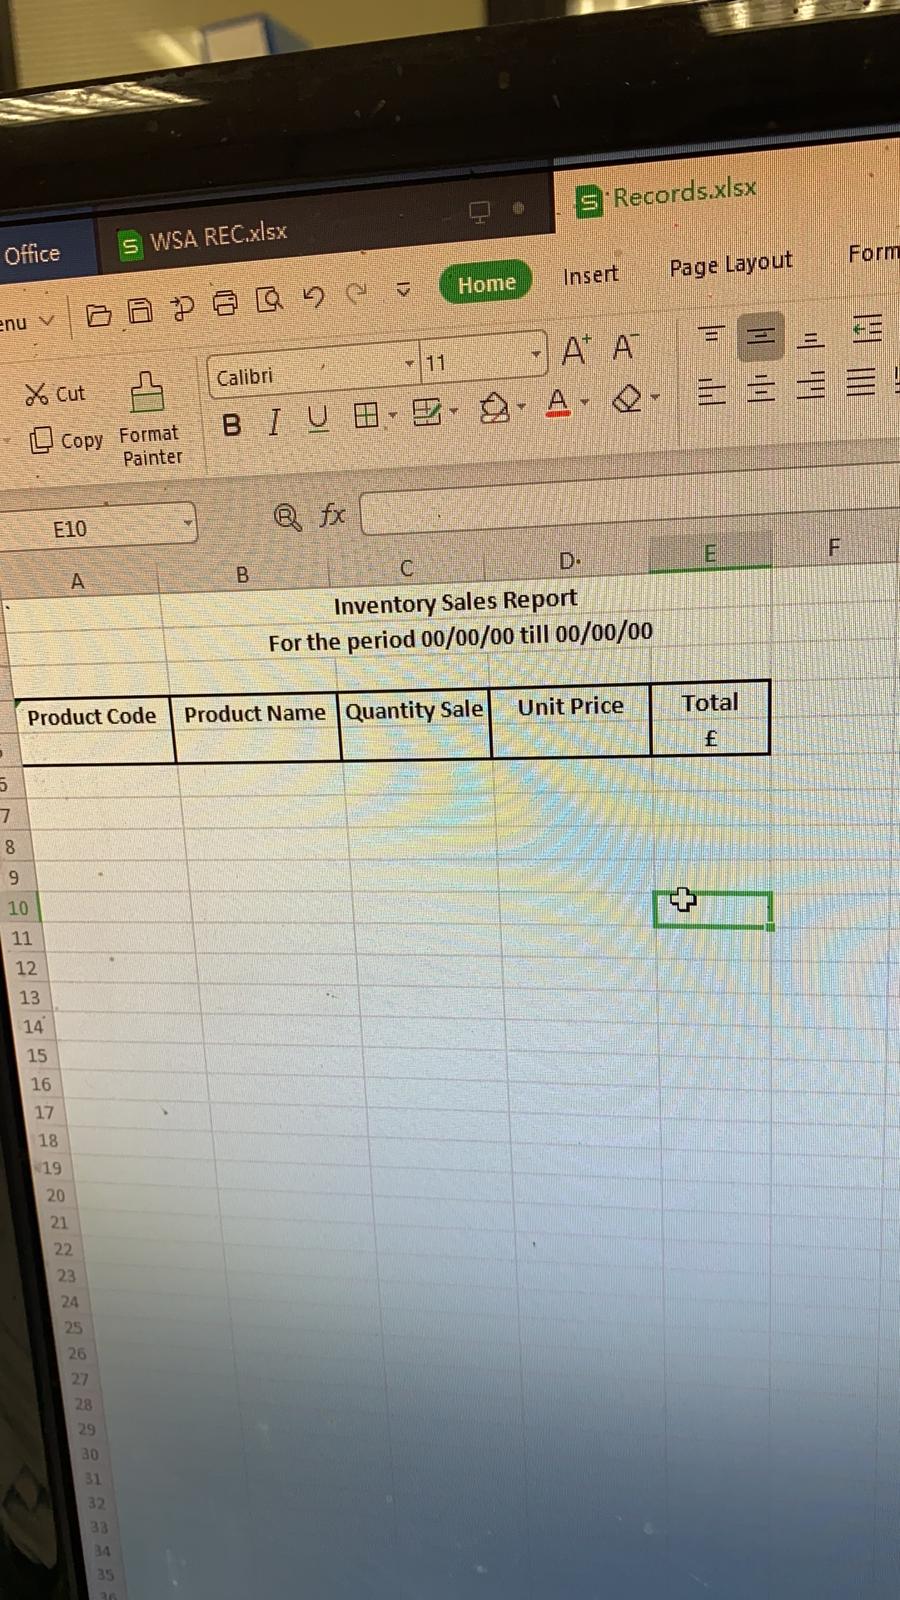 Office
WSA REC.xlsx
Records.xlsx
enu
Home
Insert
Page Layout
Form
Cut
Copy
Format
Painter
Calibri
11
A+ A-
B I U
A
E10
fx
A B C D E F
Inventory Sales Report
For the period 00/00/00 till 00/00/00
Product Code Product Name Quantity Sale Unit Price Total
£
6
7
8
9
10
11
12
13
14
15
16
17
18
19
20
21
22
23
24
25
26
27
28
29
30
31
32
33
34
35